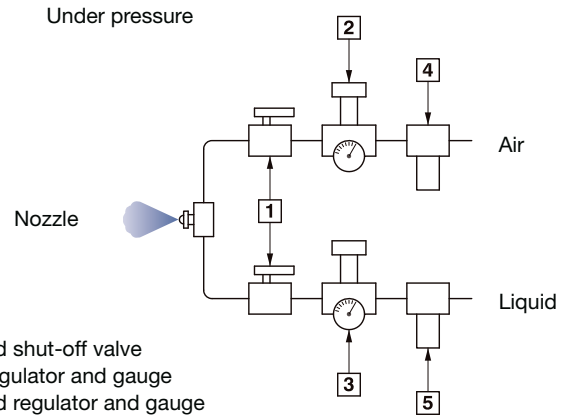 Under pressure
2
4
Air
1
Nozzle
Liquid
d shut-off valve
gulator and gauge
d regulator and gauge
3
5